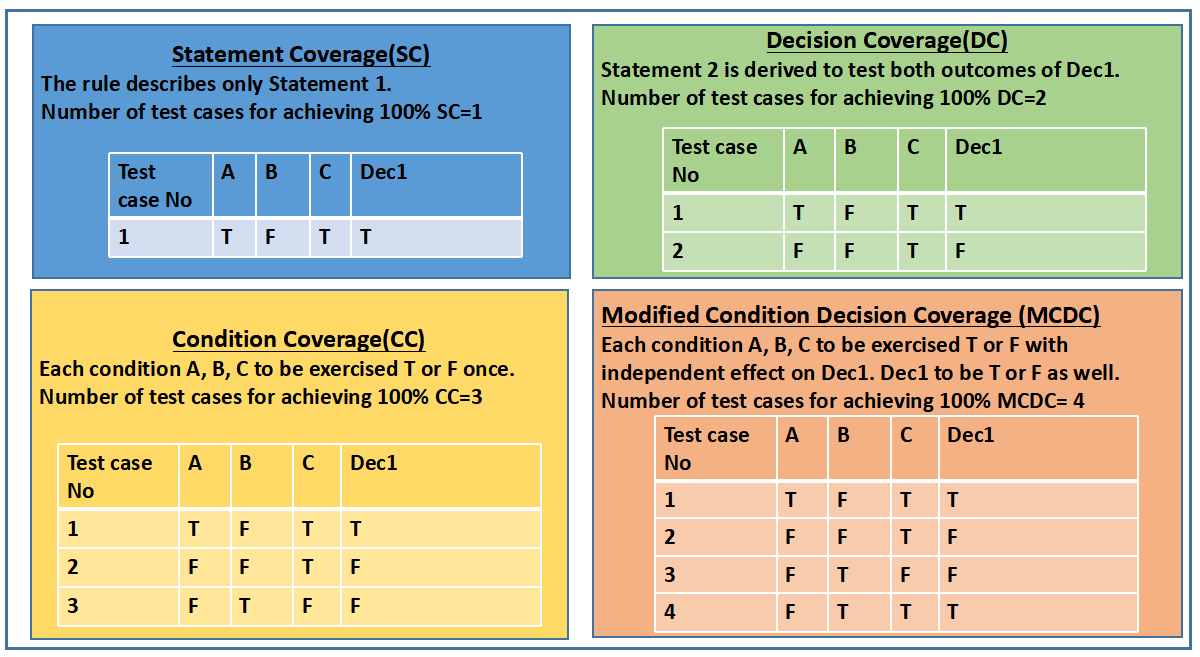 Statement Coverage(SC)
The rule describes only Statement 1.
Number of test cases for achieving 100% SC=1
Test case No A B C Dec1
1 T F T T
Decision Coverage(DC)
Statement 2 is derived to test both outcomes of Dec1.
Number of test cases for achieving 100% DC=2
Test case No A B C Dec1
1 T F T T
2 F F T F
Condition Coverage(CC)
Each condition A, B, C to be exercised T or F once.
Number of test cases for achieving 100% CC=3
Test case No A B C Dec1
1 T F T T
2 F F T F
3 F T F F
Modified Condition Decision Coverage (MCDC)
Each condition A, B, C to be exercised T or F with
independent effect on Dec1. Dec1 to be T or F as well.
Number of test cases for achieving 100% MCDC= 4
Test case No A B C Dec1
1 T F T T
2 F F T F
3 F T F F
4 F T T T